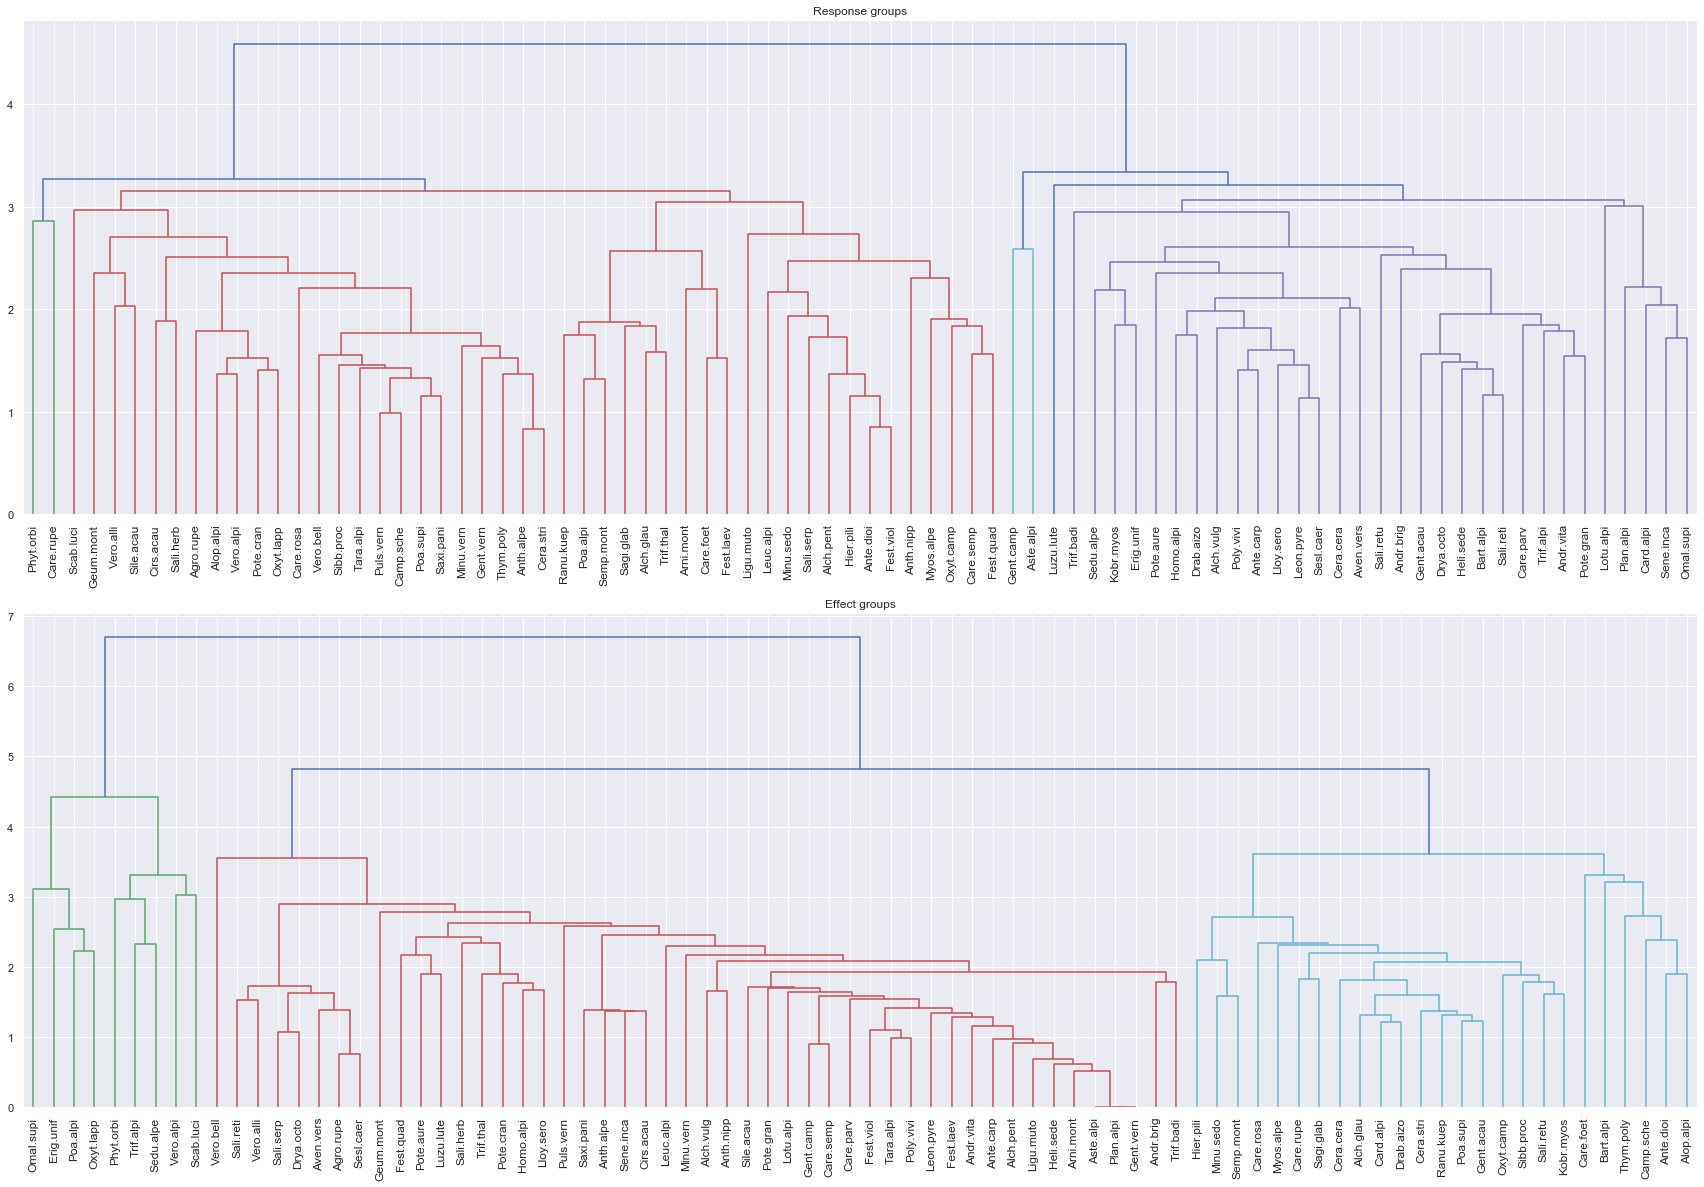 Response groups
4
3
2
1
0
Phyt.orbi
Care.rupe
Scab.luci
Geum.mont
Vero.alli
Sile.acau
Cirs.acau
Sali.herb
Agro.rupe
Alop.alpi
Vero.alpi
Pote.cran
Oxyt.lapp
Care.rosa
Vero.bell
Sibb.proc
Tara.alpi
Puls.vern
Camp.sche
Poa.supi
Saxi.pani
Minu.vern
Gent.vern
Thym.poly
Anth.alpe
Cera.stri
Ranu.kuep
Poa.alpi
Semp.mont
Sagi.glab
Alch.glau
Trif.thal
Arni.mont
Care.foet
Fest.laev
Ligu.muto
Leuc.alpi
Minu.sedo
Sali.serp
Alch.pent
Hier.pili
Ante.dioi
Fest.viol
Anth.nipp
Myos.alpe
Oxyt.camp
Care.semp
Fest.quad
Gent.camp
Aste.alpi
Luzu.lute
Trif.badi
Sedu.alpe
Kobr.myos
Erig.unif
Pote.aure
Homo.alpi
Drab.aizo
Alch.vulg
Poly.vivi
Ante.carp
Lloy.sero
Leon.pyre
Sesl.caer
Cera.cera
Aven.vers
Sali.retu
Andr.brig
Gent.acau
Drya.octo
Heli.sede
Bart.alpi
Sali.reti
Care.parv
Trif.alpi
Andr.vita
Pote.gran
Lotu.alpi
Plan.alpi
Card.alpi
Sene.inca
Omal.supi
Effect groups
7
6
5
4
3
2
1
0
Omal.supi
Erig.unif
Poa.alpi
Oxyt.lapp
Phyt.orbi
Trif.alpi
Sedu.alpe
Vero.alpi
Scab.luci
Vero.bell
Sali.reti
Vero.alli
Sali.serp
Drya.octo
Aven.vers
Agro.rupe
Sesl.caer
Geum.mont
Fest.quad
Pote.aure
Luzu.lute
Sali.herb
Trif.thal
Pote.cran
Homo.alpi
Lloy.sero
Puls.vern
Saxi.pani
Anth.alpe
Sene.inca
Cirs.acau
Leuc.alpi
Minu.vern
Alch.vulg
Anth.nipp
Sile.acau
Pote.gran
Lotu.alpi
Gent.camp
Care.semp
Care.parv
Fest.viol
Tara.alpi
Poly.vivi
Leon.pyre
Fest.laev
Andr.vita
Ante.carp
Alch.pent
Ligu.muto
Heli.sede
Arni.mont
Aste.alpi
Plan.alpi
Gent.vern
Andr.brig
Trif.badi
Hier.pili
Minu.sedo
Semp.mont
Care.rosa
Myos.alpe
Care.rupe
Sagi.glab
Cera.cera
Alch.glau
Card.alpi
Drab.aizo
Cera.stri
Ranu.kuep
Poa.supi
Gent.acau
Oxyt.camp
Sibb.proc
Sali.retu
Kobr.myos
Care.foet
Bart.alpi
Thym.poly
Camp.sche
Ante.dioi
Alop.alpi